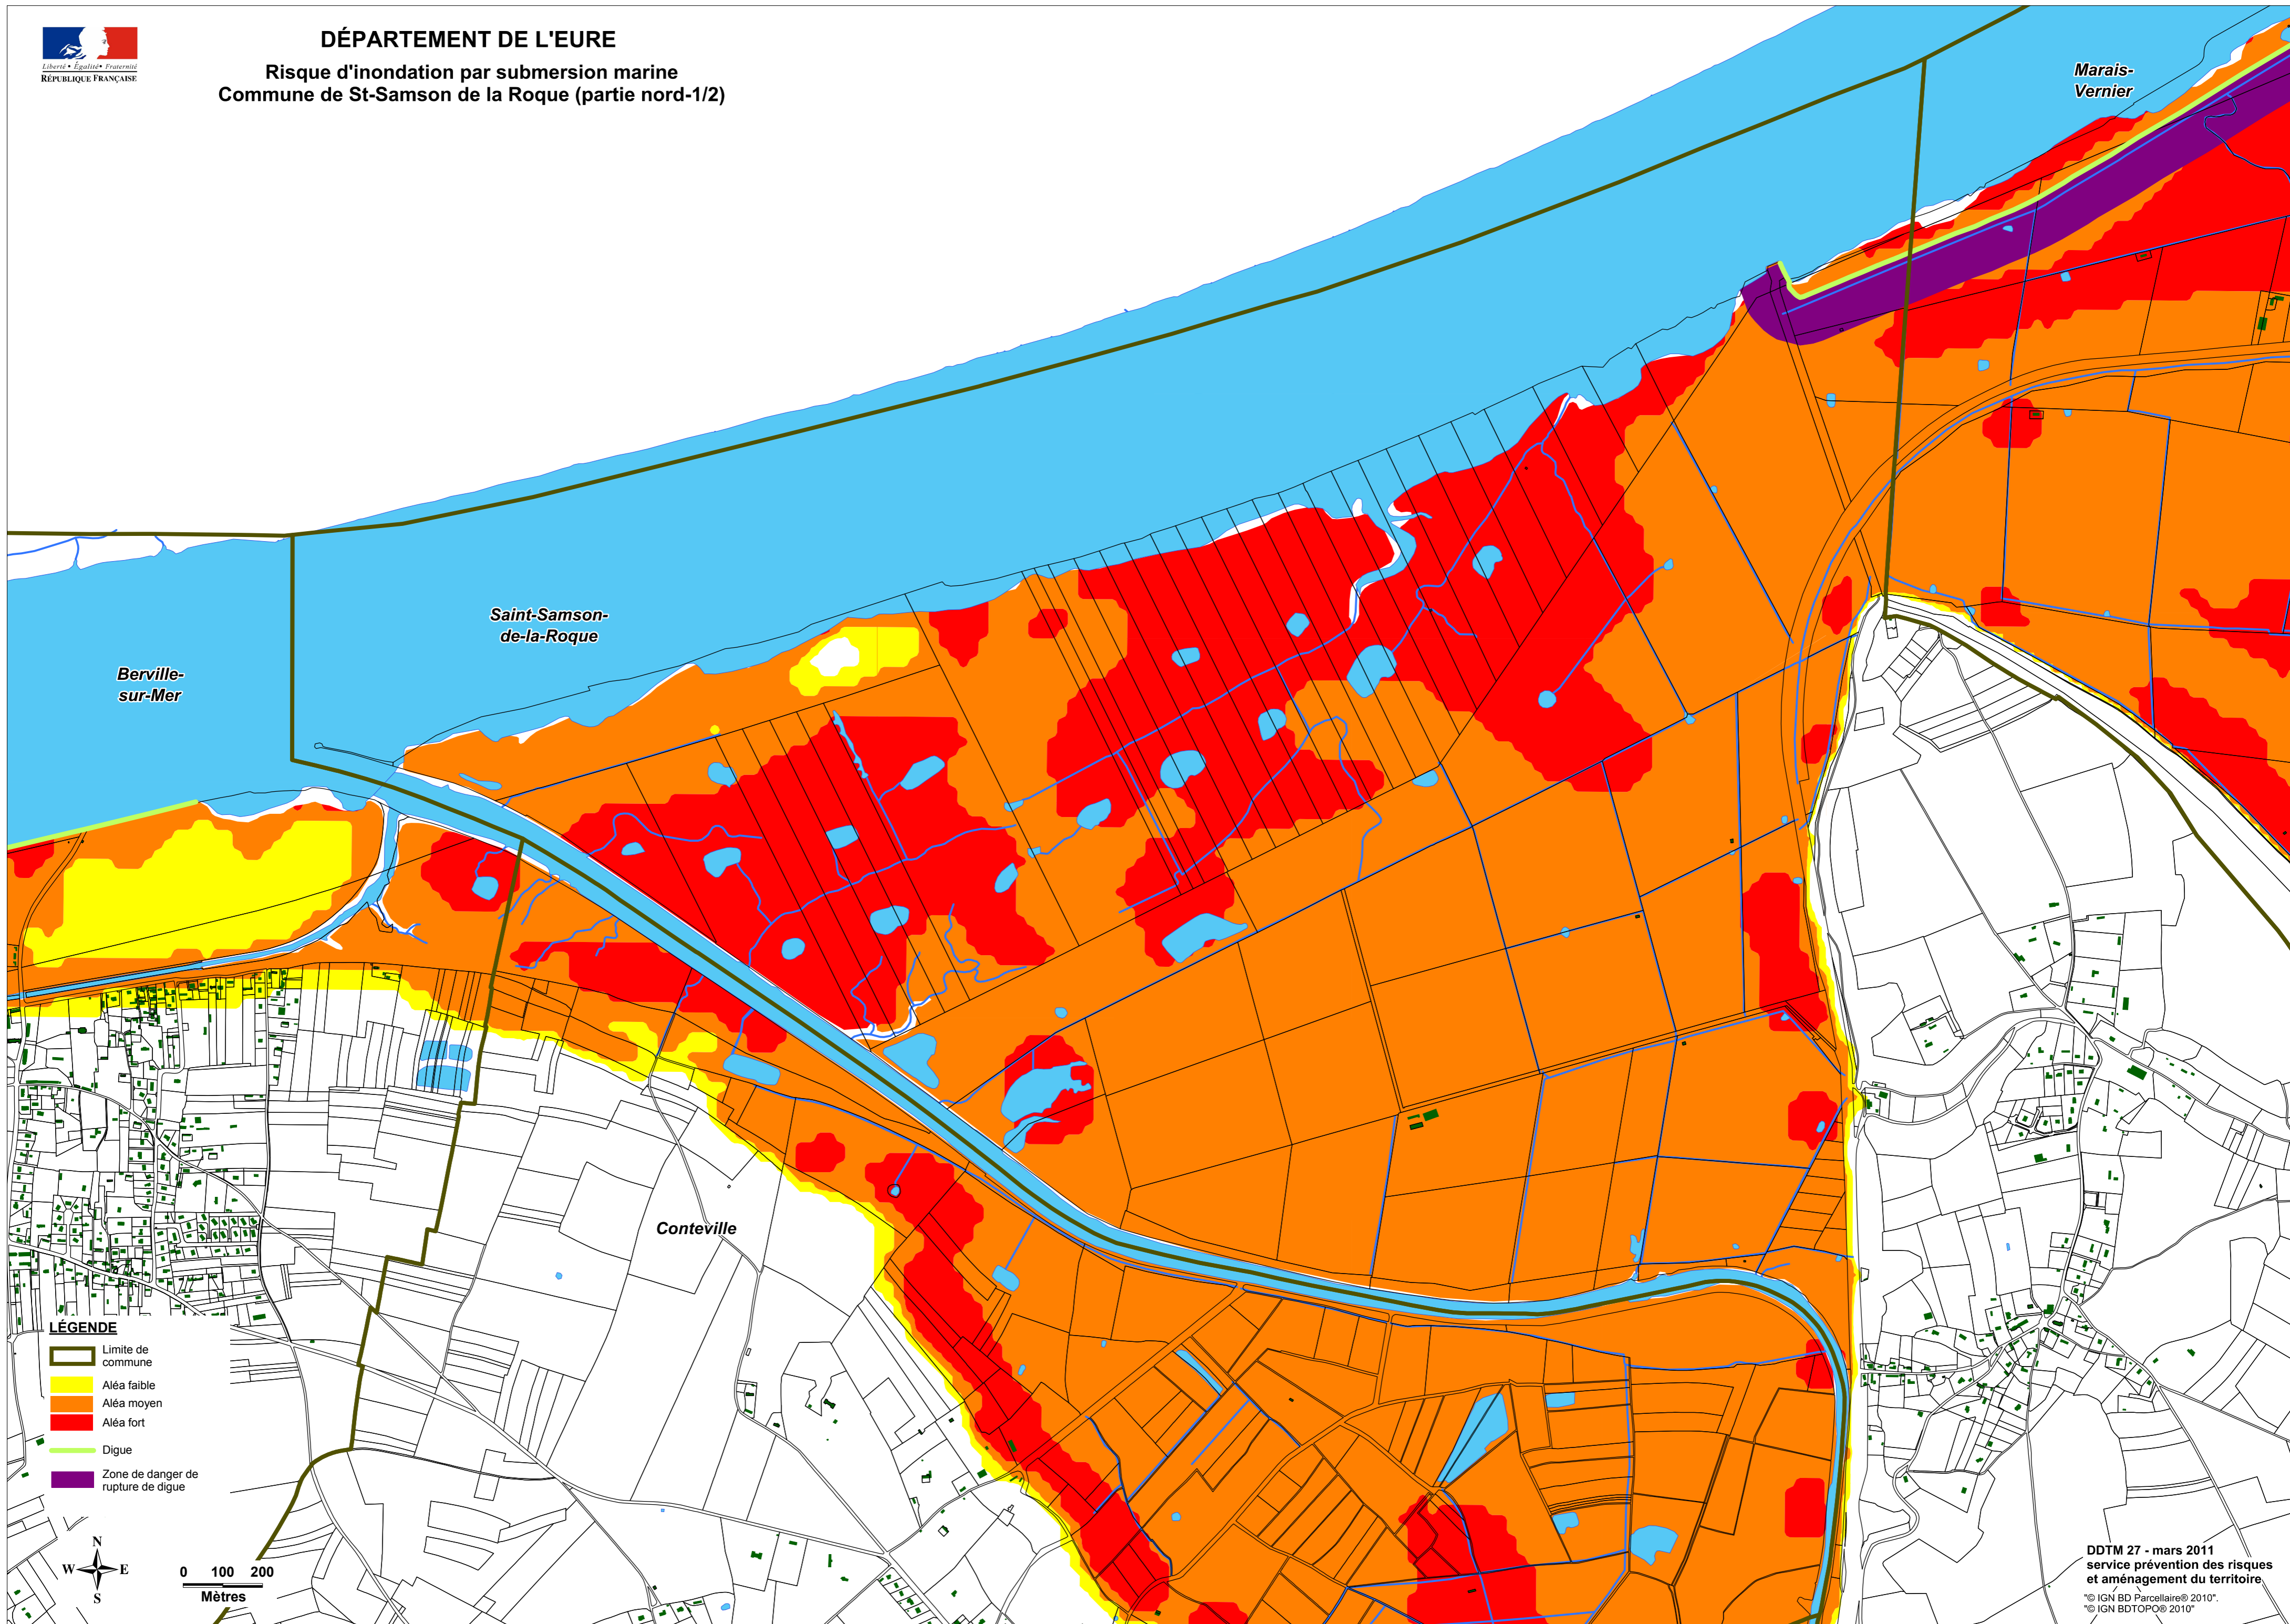 Liberté • Égalité • Fraternité
RÉPUBLIQUE FRANÇAISE
DÉPARTEMENT DE L'EURE
Risque d'inondation par submersion marine
Commune de St-Samson de la Roque (partie nord-1/2)
Marais-
Vernier
Saint-Samson-
de-la-Roque
Berville-
sur-Mer
Conteville
LÉGENDE
Limite de
commune
Aléa faible
Aléa moyen
Aléa fort
Digue
Zone de danger de
rupture de digue
N
W
E
S
0 100 200
Mètres
DDTM 27 - mars 2011
service prévention des risques
et aménagement du territoire
"© IGN BD Parcellaire® 2010".
"© IGN BDTOPO® 2010"